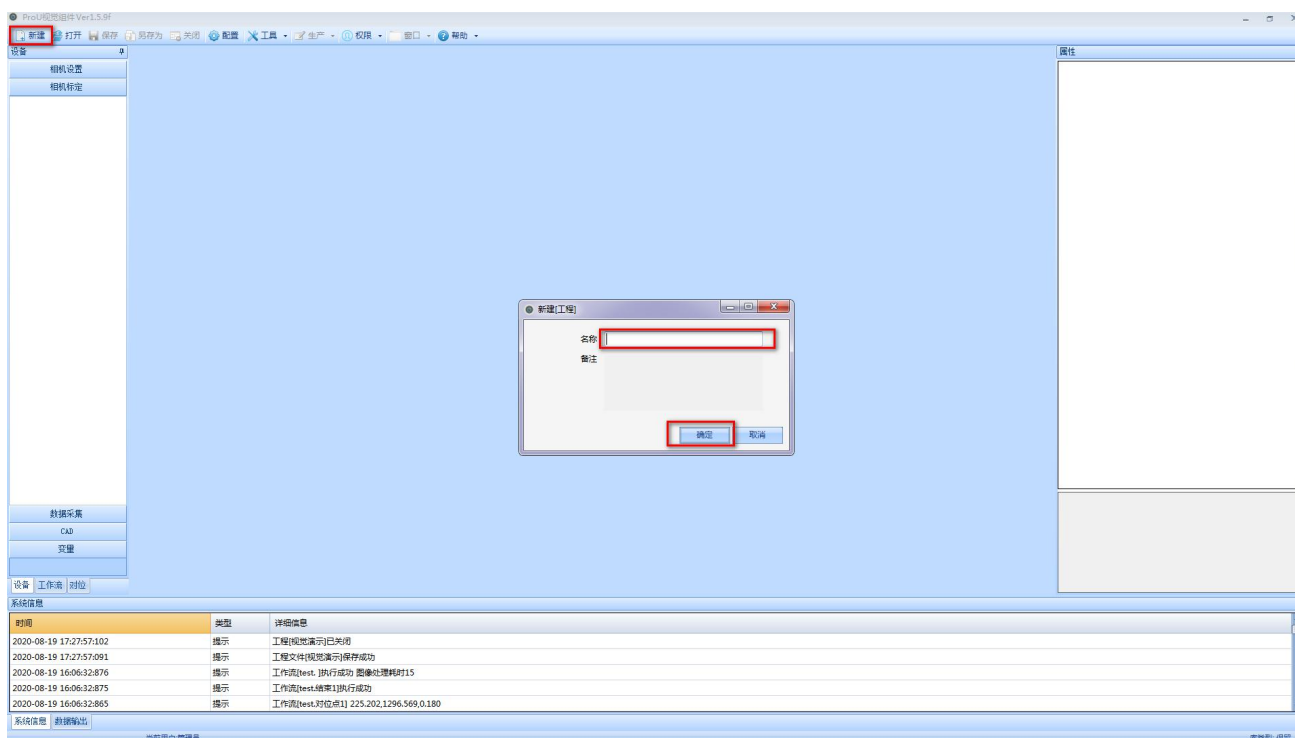 ProU视觉组件 Ver1.5.9f
新建 打开 保存 另存为 关闭 配置 工具 生产 权限 窗口 帮助
设备 属性
相机设置
相机标定
新建[工程]
名称
备注
确定 取消
数据采集
CAD
变量
设备 工作流 对位
系统信息
时间 类型 详细信息
2020-08-19 17:27:57:102 提示 工程[视觉演示]已关闭
2020-08-19 17:27:57:091 提示 工程文件[视觉演示]保存成功
2020-08-19 16:06:32:876 提示 工作流[test. ]执行成功 图像处理耗时15
2020-08-19 16:06:32:875 提示 工作流[test.结束1]执行成功
2020-08-19 16:06:32:865 提示 工作流[test.对位点1] 225.202,1296.569,0.180
系统信息 数据输出